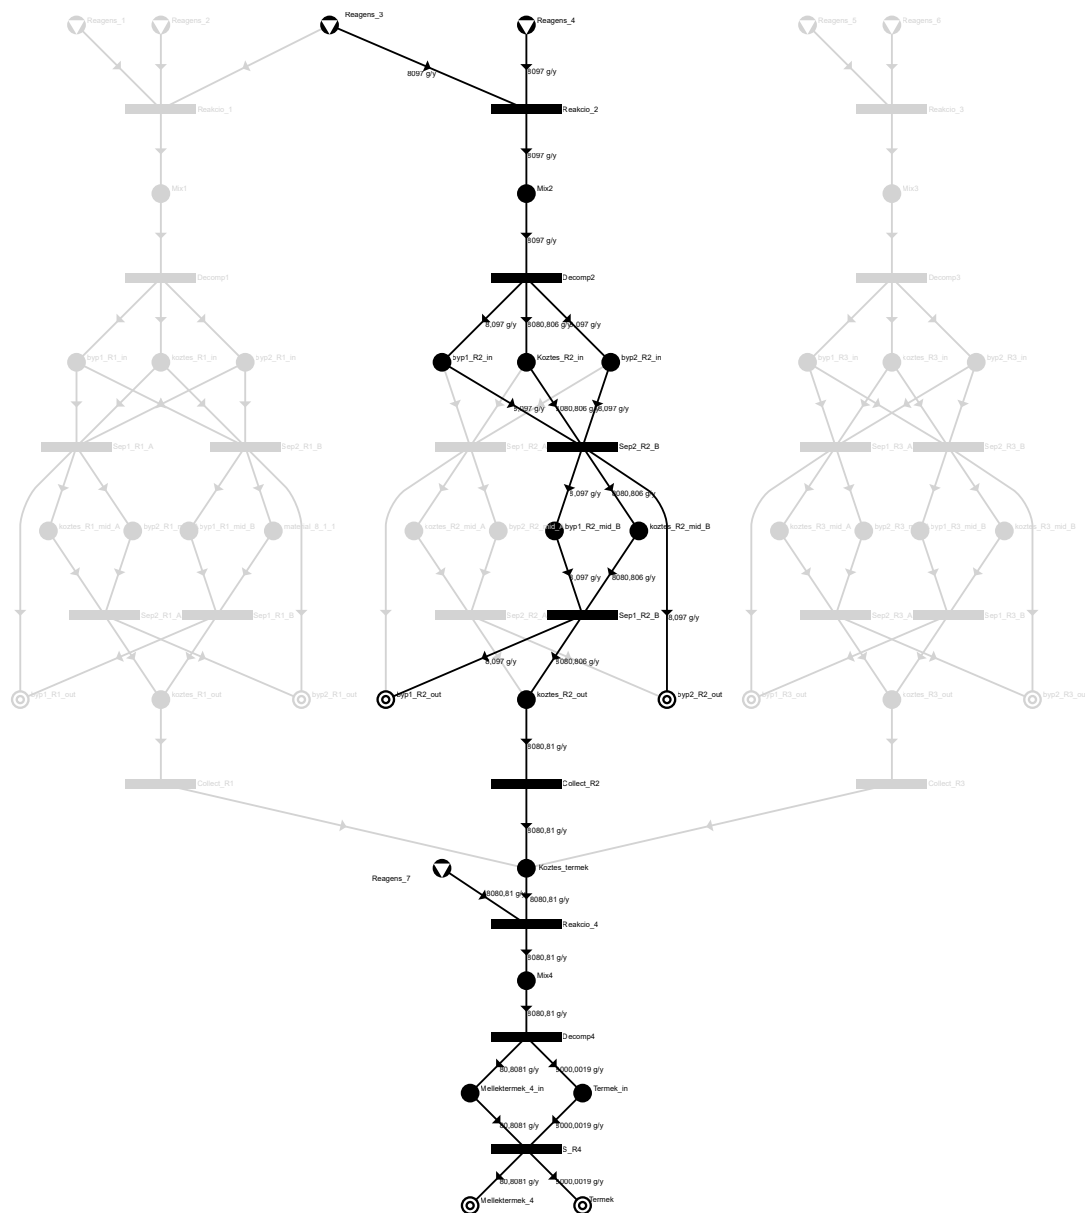 Reagens_1
Reagens_2
Reagens_3
Reagens_4
Reagens_5
Reagens_6
8097 g/y
8097 g/y
Reakcio_1
Reakcio_2
Reakcio_3
8097 g/y
Mix1
Mix2
Mix3
8097 g/y
Decomp1
Decomp2
Decomp3
8,097 g/y
8080,806 g/y
8,097 g/y
byp1_R1_in
koztes_R1_in
byp2_R1_in
byp1_R2_in
Koztes_R2_in
byp2_R2_in
byp1_R3_in
koztes_R3_in
byp2_R3_in
8,097 g/y
8080,806 g/y
8,097 g/y
Sep1_R1_A
Sep2_R1_B
Sep1_R2_A
Sep2_R2_B
Sep1_R3_A
Sep2_R3_B
8,097 g/y
8080,806 g/y
koztes_R1_mid_A
byp2_R1_m
byp1_R1_mid_B
material_8_1_1
koztes_R2_mid_A
byp2_R2_mid_A
byp1_R2_mid_B
koztes_R2_mid_B
koztes_R3_mid_A
byp2_R3_m
byp1_R3_mid_B
koztes_R3_mid_B
8,097 g/y
8080,806 g/y
Sep2_R1_A
Sep1_R1_B
Sep2_R2_A
Sep1_R2_B
8,097 g/y
Sep2_R3_A
Sep1_R3_B
8,097 g/y
8080,806 g/y
byp1_R1_out
koztes_R1_out
byp2_R1_out
byp1_R2_out
koztes_R2_out
byp2_R2_out
byp1_R3_out
koztes_R3_out
byp2_R3_out
8080,81 g/y
Collect_R1
Collect_R2
Collect_R3
8080,81 g/y
Koztes_termek
Reagens_7
8080,81 g/y
8080,81 g/y
Reakcio_4
8080,81 g/y
Mix4
8080,81 g/y
Decomp4
80,8081 g/y
8000,0019 g/y
Mellektermek_4_in
Termek_in
80,8081 g/y
8000,0019 g/y
S_R4
80,8081 g/y
8000,0019 g/y
Mellektermek_4
Termek